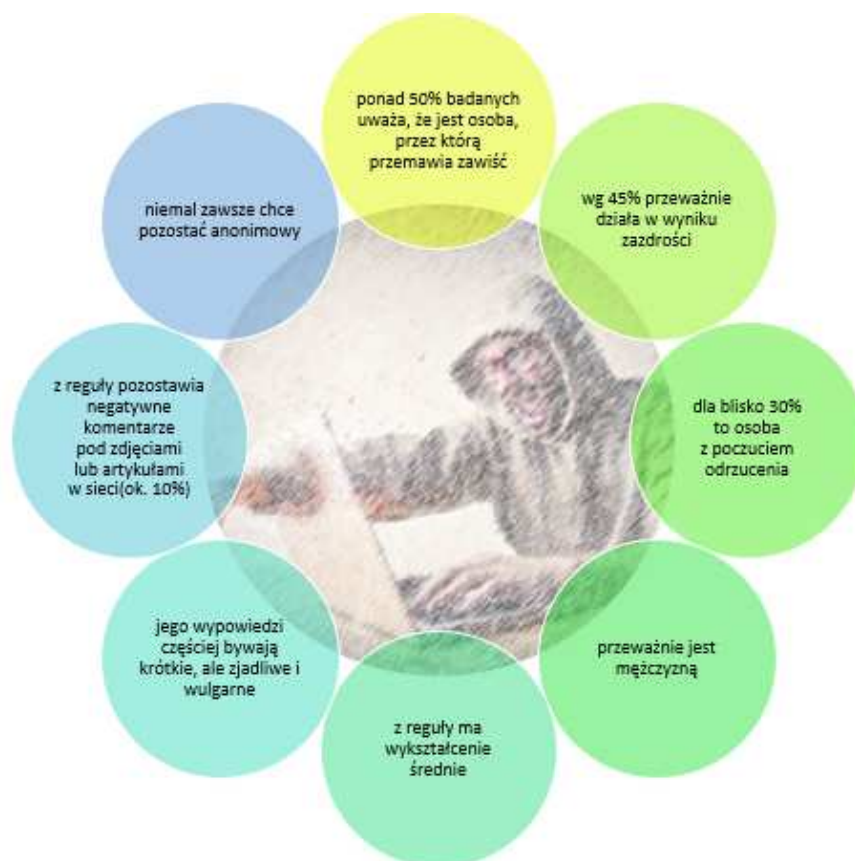 ponad 50% badanych
uważa, że jest osoba,
przez którą
przemawia zawiść
wg 45% przeważnie
działa w wyniku
zazdrości
dla blisko 30%
to osoba
z poczuciem
odrzucenia
przeważnie jest
mężczyzną
z reguły ma
wykształcenie
średnie
jego wypowiedzi
częściej bywają
krótkie, ale zjadliwe i
wulgarne
z reguły pozostawia
negatywne
komentarze
pod zdjęciami
lub artykułami
w sieci(ok. 10%)
niemal zawsze chce
pozostać anonimowy